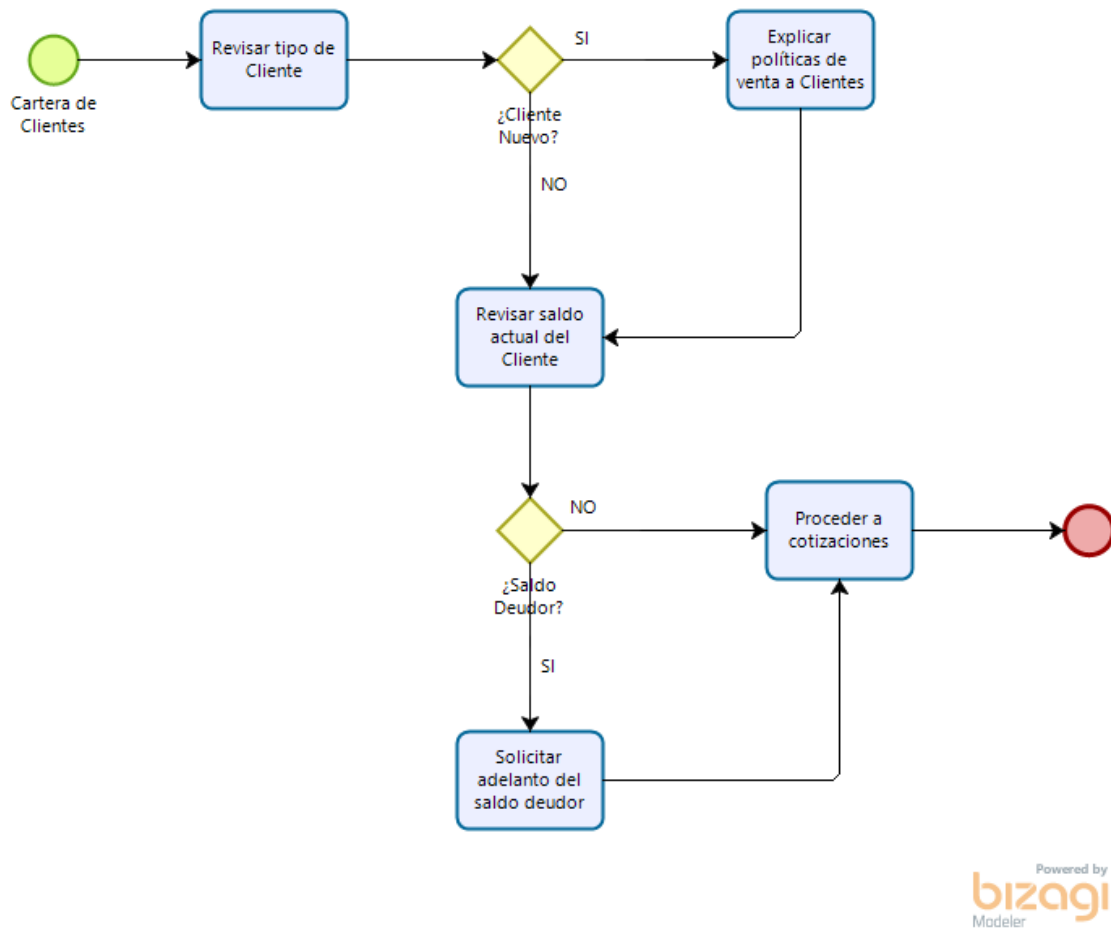 Cartera de
Clientes
Revisar tipo de
Cliente
¿Cliente
Nuevo?
SI
Explicar
políticas de
venta a Clientes
NO
Revisar saldo
actual del
Cliente
¿Saldo
Deudor?
NO
Proceder a
cotizaciones
SI
Solicitar
adelanto del
saldo deudor
Powered by
bizagi
Modeler